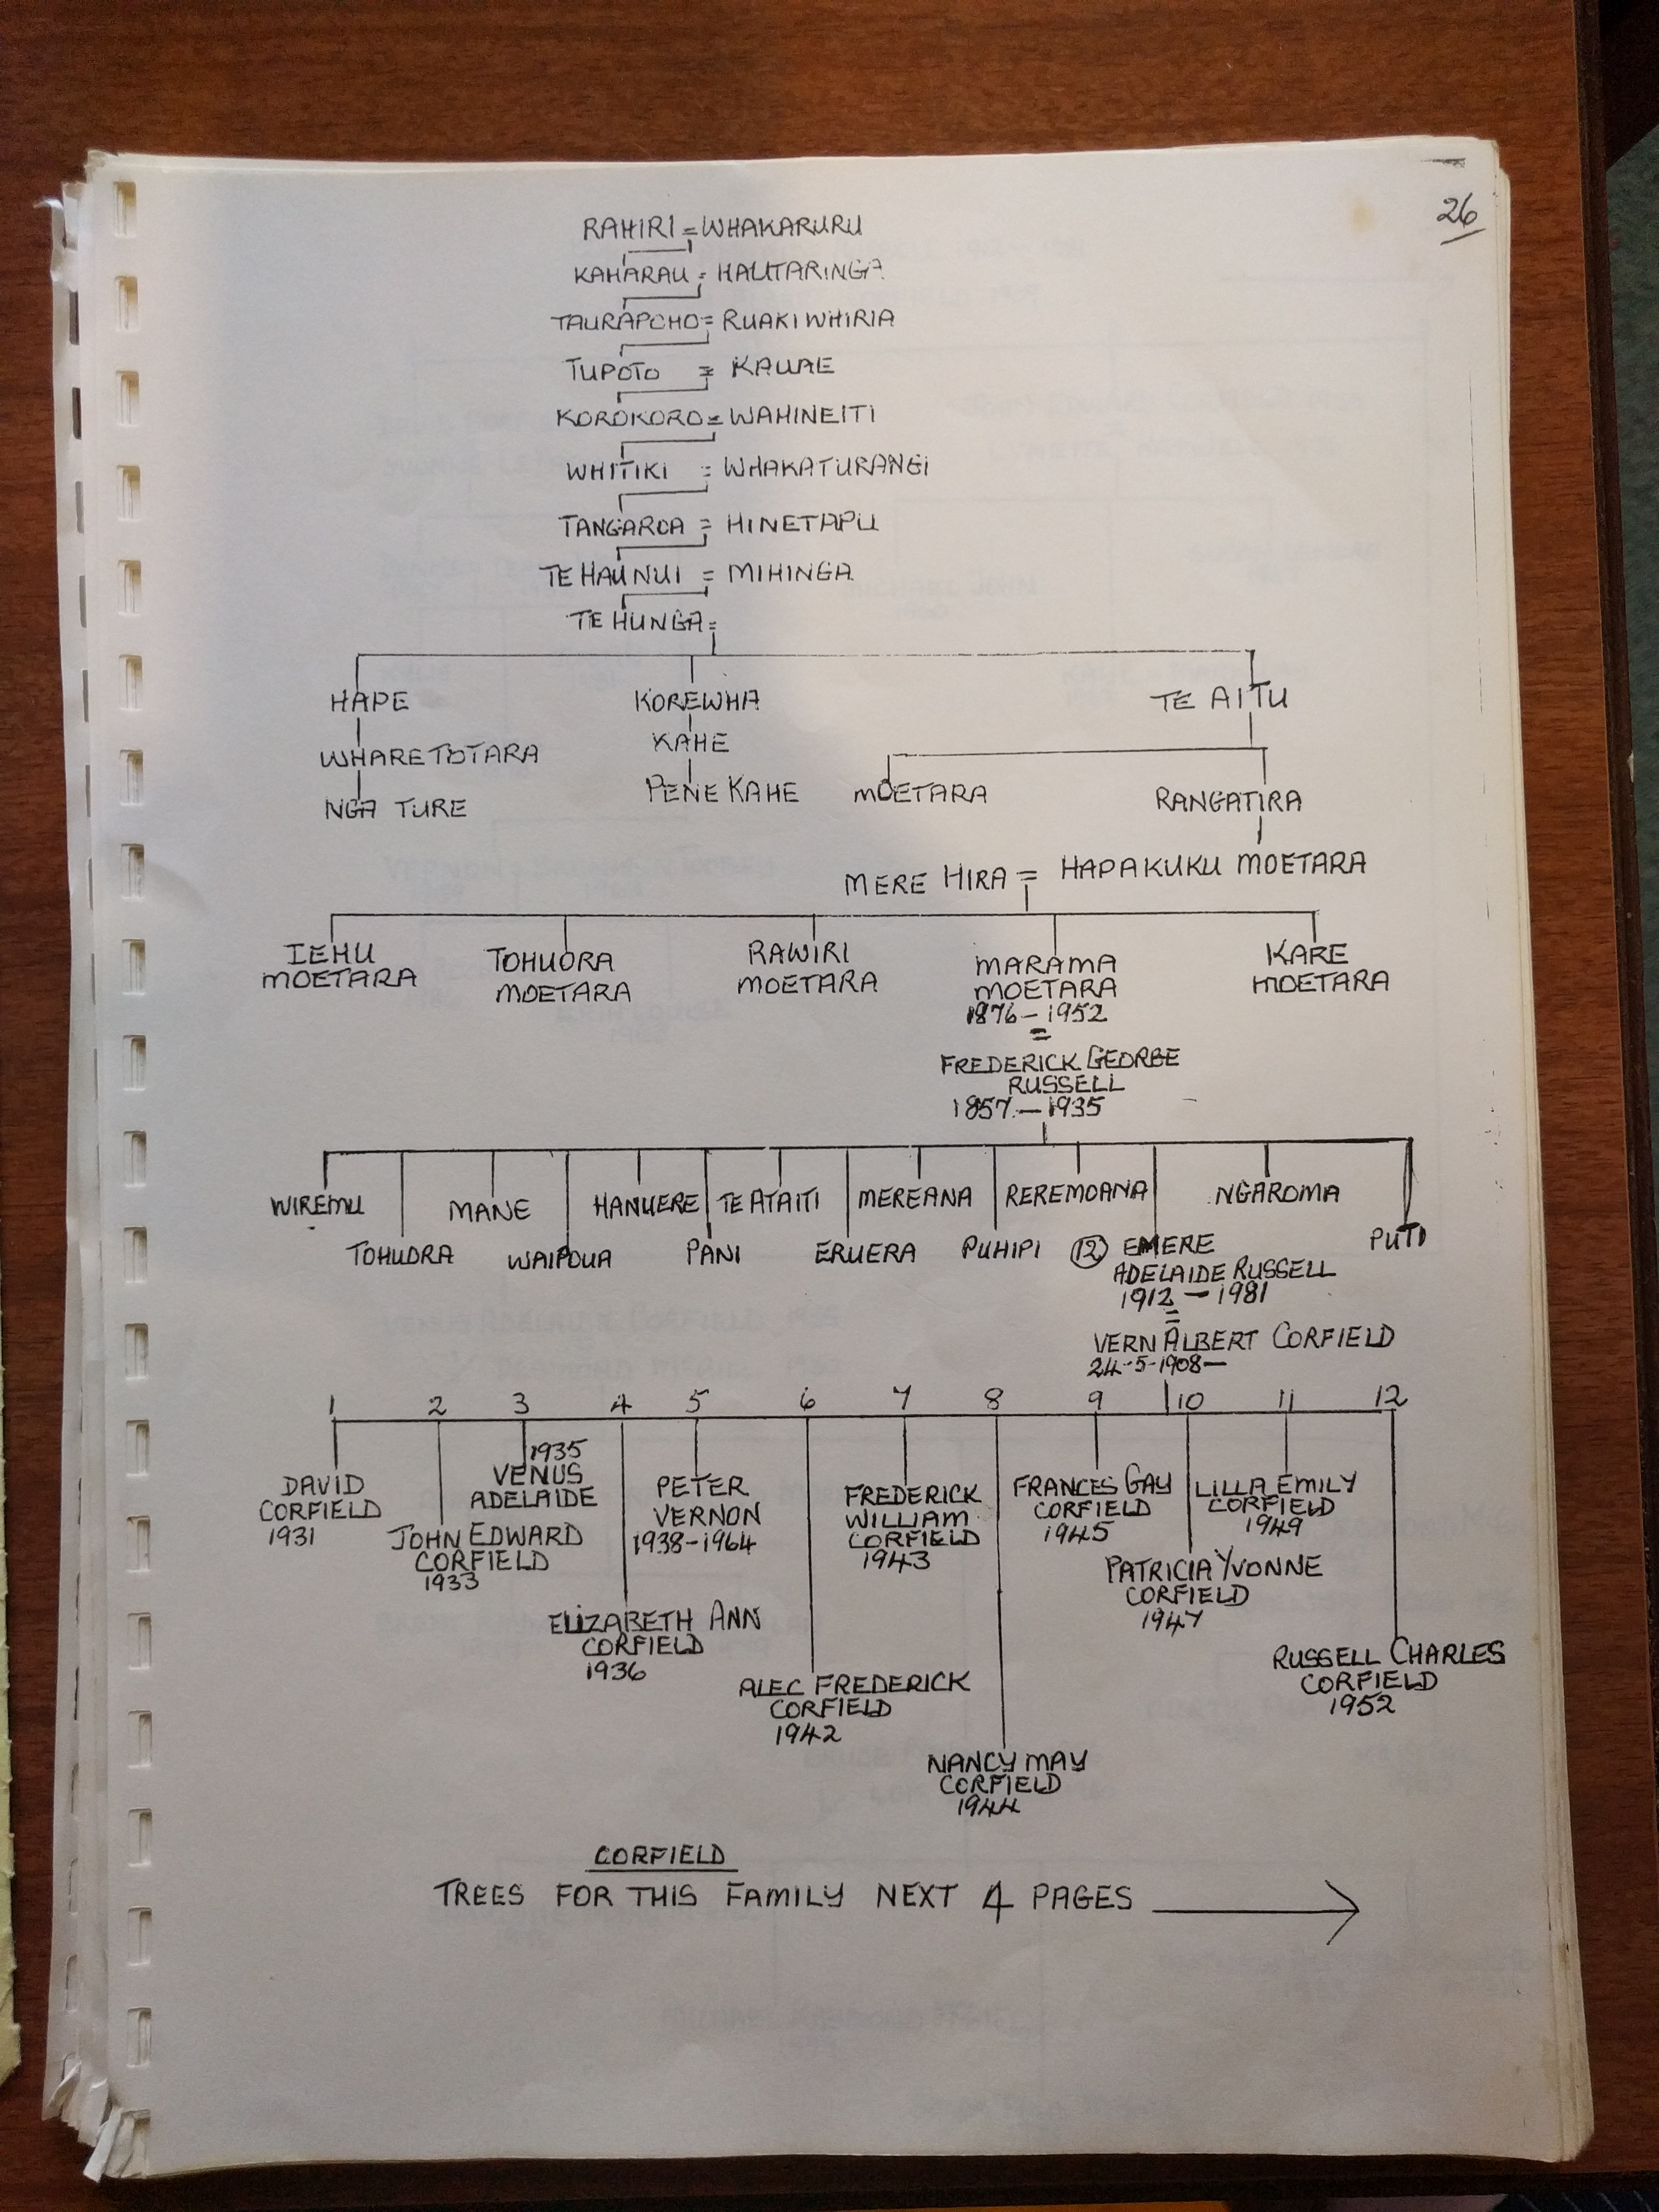 26
RAHIRI = WHAKARURU
KAHARAU = HAUTARINGA
TAURAPOHO = RUAKIWHIRIA
TUPOTO = KAUAE
KOROKORO = WAHINEITI
WHITIKI = WHAKATURANGI
TANGAROA = HINETAPU
TE HAUNUI = MIHINGA
TE HUNGA =
HAPE KOREWHA TE AITU
WHARETOTARA KAHE
NGA TURE PENE KAHE MOETARA RANGATIRA
MERE HIRA = HAPAKUKU MOETARA
IEHU TOHUORA RAWIRI MARAMA KARE
MOETARA MOETARA MOETARA MOETARA MOETARA
1876 - 1952
=
FREDERICK GEORGE
RUSSELL
1857. - 1935
WIREMU MANE HANUERE TE ATAITI MEREANA REREMOANA NGAROMA
TOHUORA WAIPOUA PANI ERUERA PUHIPI 12 EMERE PUTI
ADELAIDE RUSSELL
1912 - 1981
=
VERN ALBERT CORFIELD
24-5-1908-
1 2 3 4 5 6 7 8 9 10 11 12
DAVID
CORFIELD
1931
JOHN EDWARD
CORFIELD
1933
1935
VENUS
ADELAIDE
ELIZABETH ANN
CORFIELD
1936
PETER
VERNON
1938-1964
ALEC FREDERICK
CORFIELD
1942
FREDERICK
WILLIAM
CORFIELD
1943
NANCY MAY
CORFIELD
1944
FRANCES GAY
CORFIELD
1945
PATRICIA YVONNE
CORFIELD
1947
LILLA EMILY
CORFIELD
1949
RUSSELL CHARLES
CORFIELD
1952
CORFIELD
TREES FOR THIS FAMILY NEXT 4 PAGES